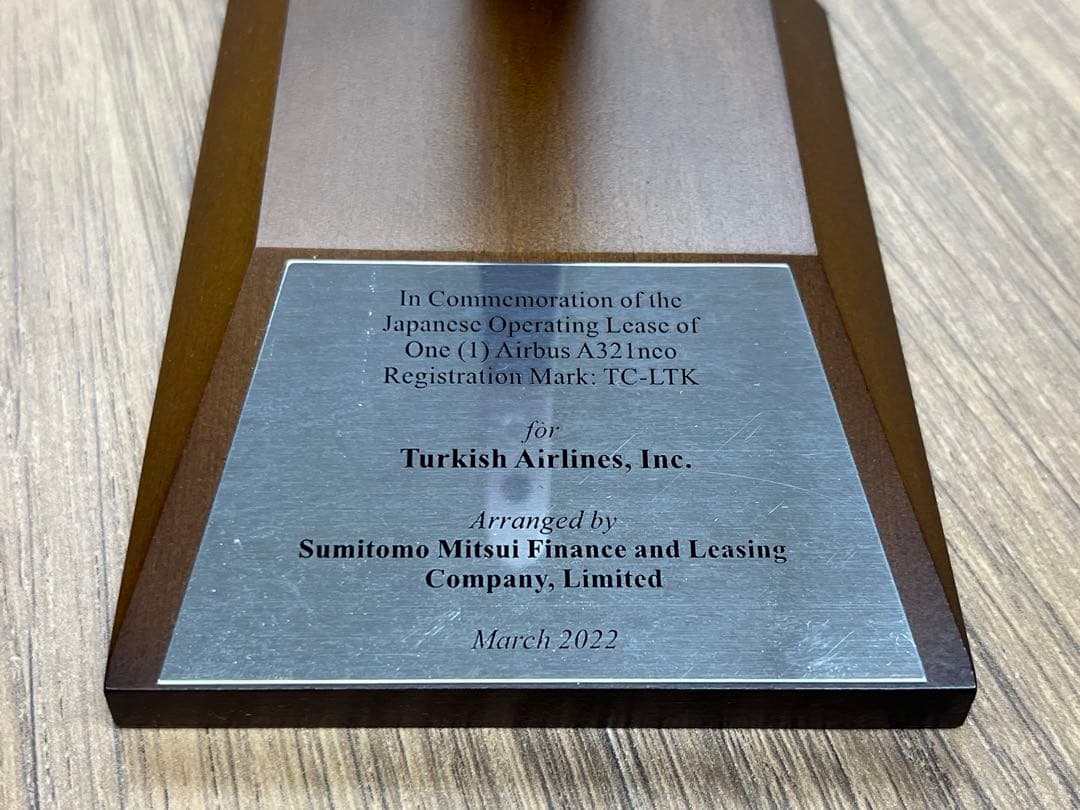 In Commemoration of the
Japanese Operating Lease of
One (1) Airbus A321neo
Registration Mark: TC-LTK
for
Turkish Airlines, Inc.
Arranged by
Sumitomo Mitsui Finance and Leasing
Company, Limited
March 2022